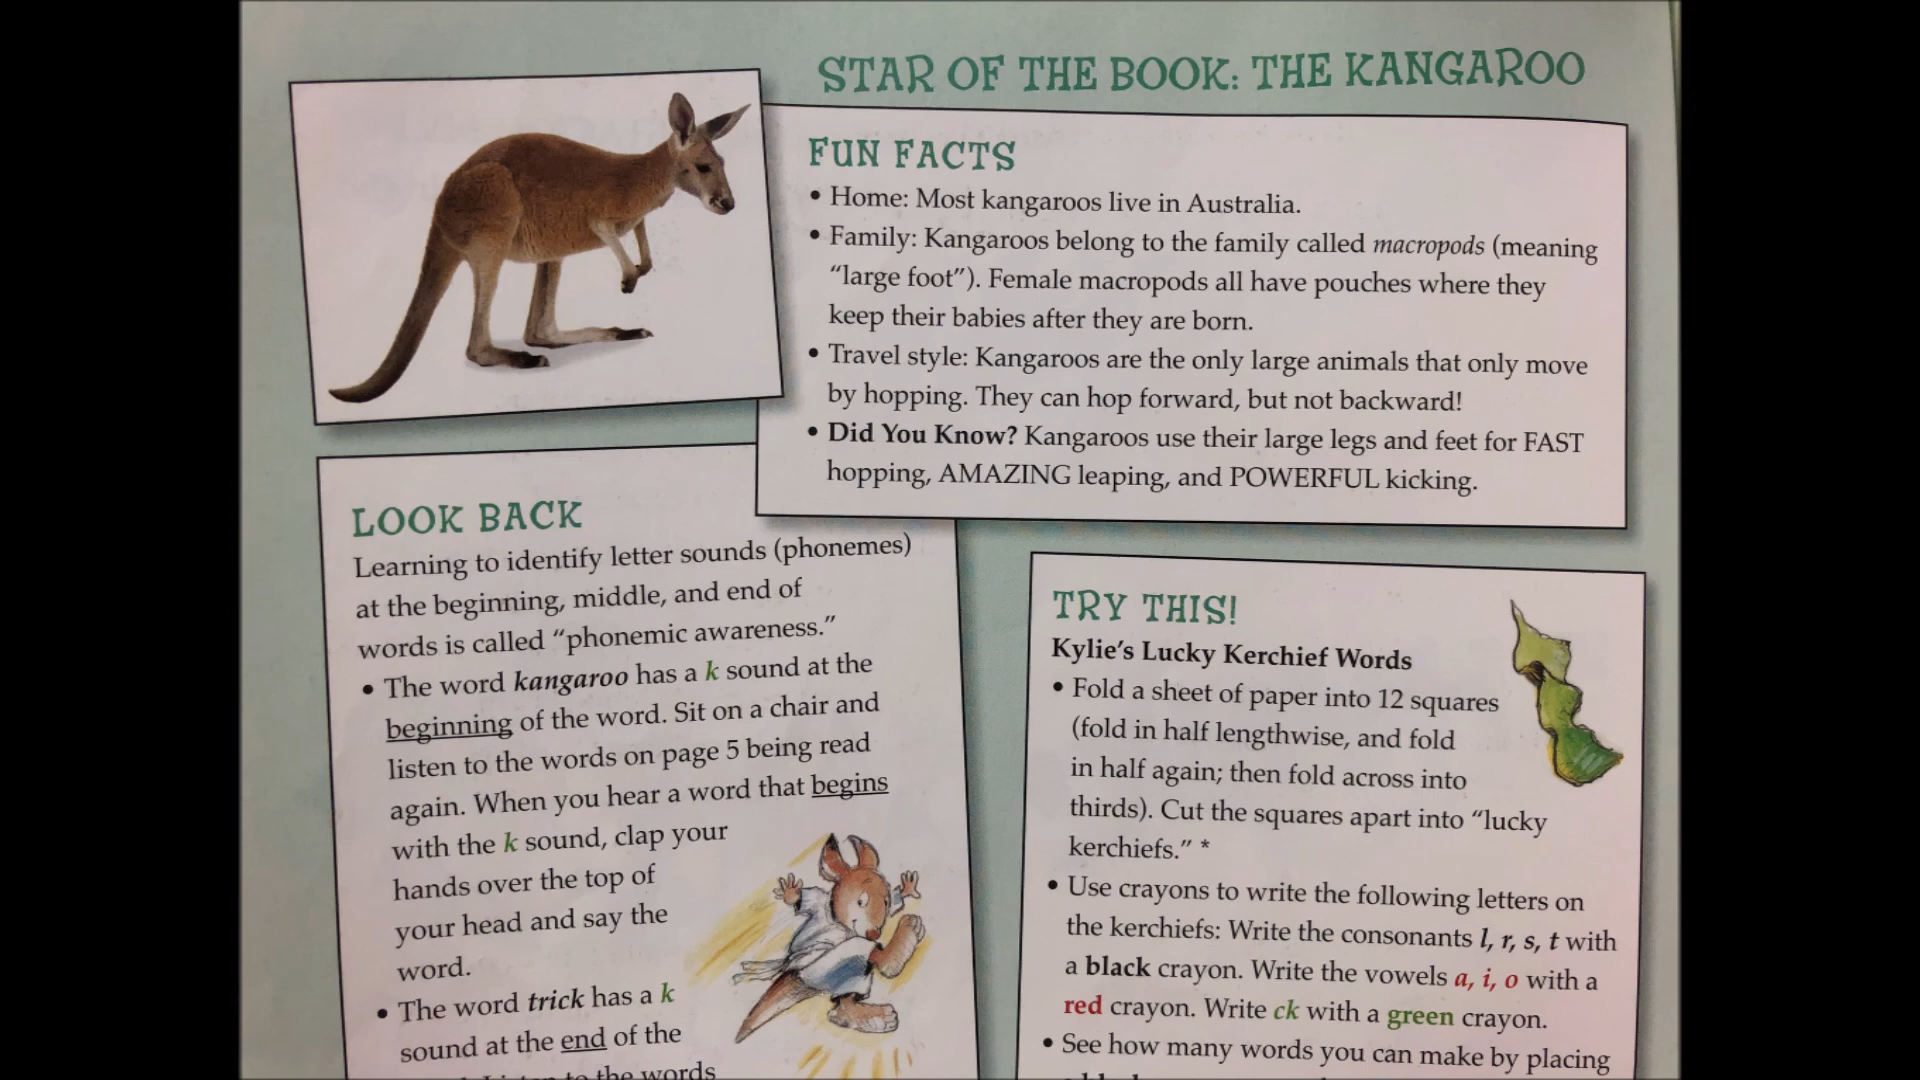 STAR OF THE BOOK: THE KANGAROO
FUN FACTS
• Home: Most kangaroos live in Australia.
• Family: Kangaroos belong to the family called macropods (meaning
“large foot”). Female macropods all have pouches where they
keep their babies after they are born.
• Travel style: Kangaroos are the only large animals that only move
by hopping. They can hop forward, but not backward!
• Did You Know? Kangaroos use their large legs and feet for FAST
hopping, AMAZING leaping, and POWERFUL kicking.
LOOK BACK
Learning to identify letter sounds (phonemes)
at the beginning, middle, and end of
words is called “phonemic awareness.”
• The word kangaroo has a k sound at the
beginning of the word. Sit on a chair and
listen to the words on page 5 being read
again. When you hear a word that begins
with the k sound, clap your
hands over the top of
your head and say the
word.
• The word trick has a k
sound at the end of the
to the words
TRY THIS!
Kylie’s Lucky Kerchief Words
• Fold a sheet of paper into 12 squares
(fold in half lengthwise, and fold
in half again; then fold across into
thirds). Cut the squares apart into “lucky
kerchiefs.” *
• Use crayons to write the following letters on
the kerchiefs: Write the consonants l, r, s, t with
a black crayon. Write the vowels a, i, o with a
red crayon. Write ck with a green crayon.
• See how many words you can make by placing